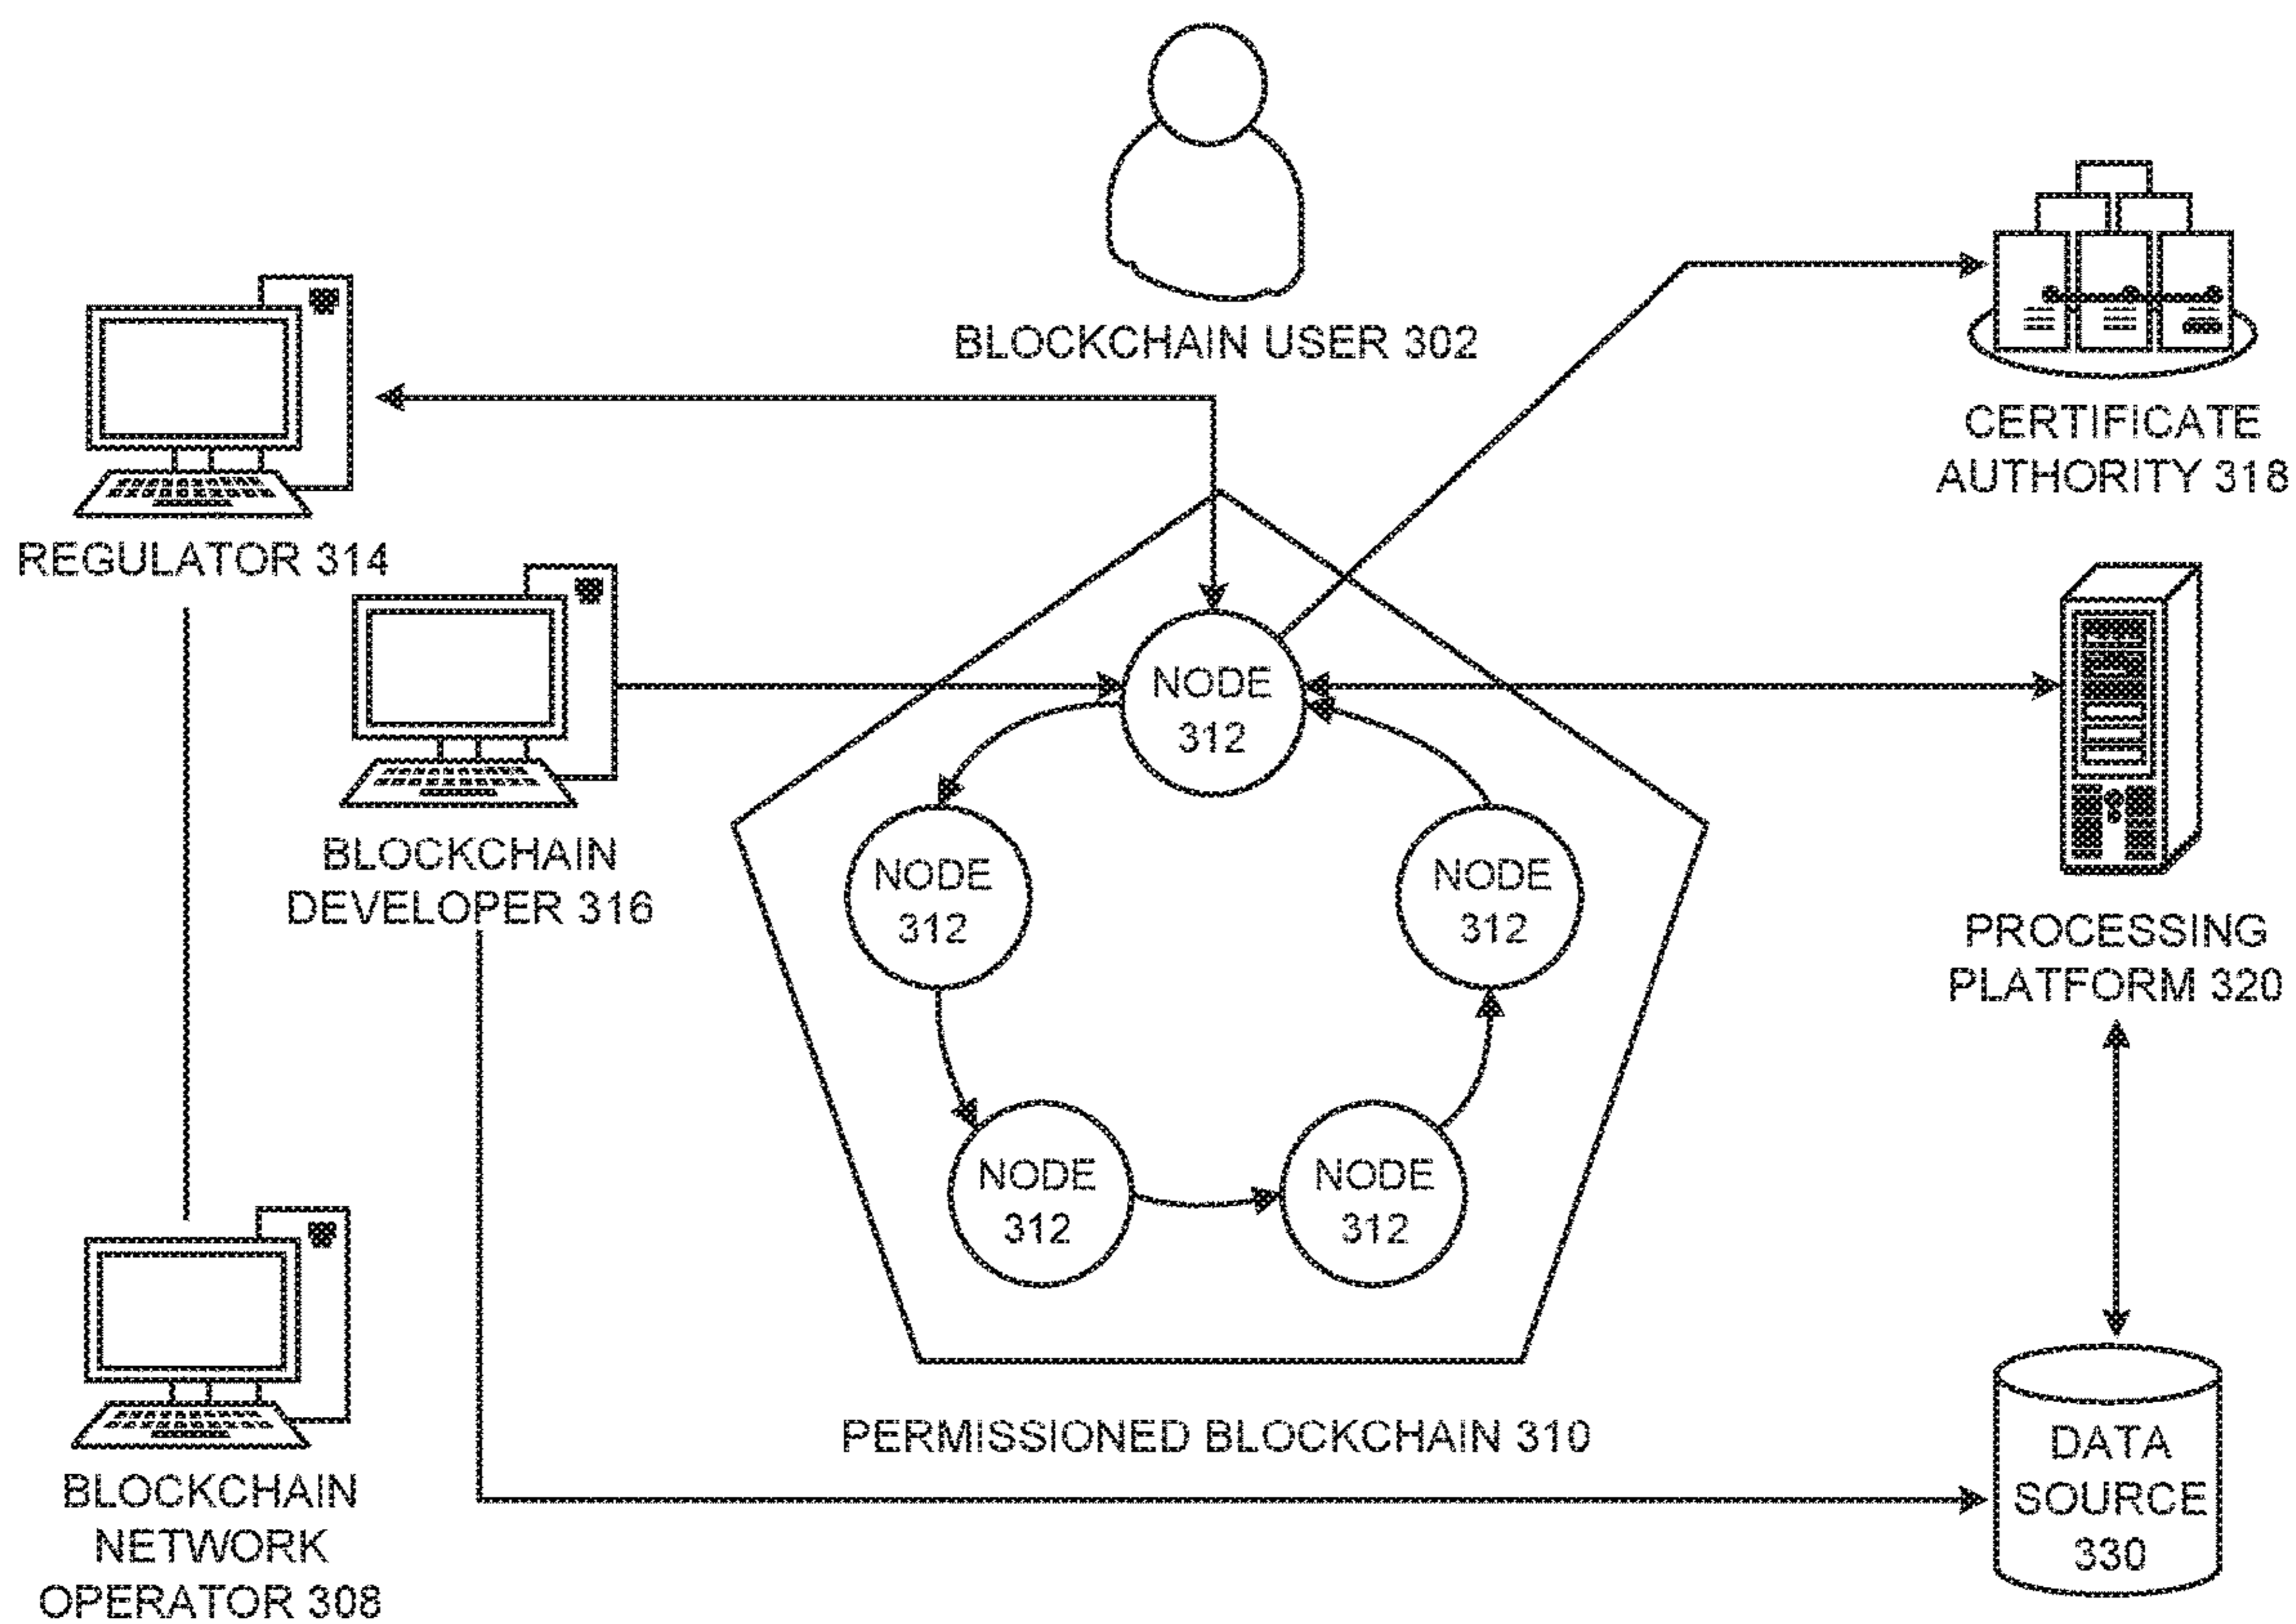 BLOCKCHAIN USER 302
CERTIFICATE
AUTHORITY 318
REGULATOR 314
BLOCKCHAIN
DEVELOPER 316
NODE
312
NODE
312
NODE
312
NODE
312
NODE
312
PROCESSING
PLATFORM 320
PERMISSIONED BLOCKCHAIN 310
BLOCKCHAIN
NETWORK
OPERATOR 308
DATA
SOURCE
330